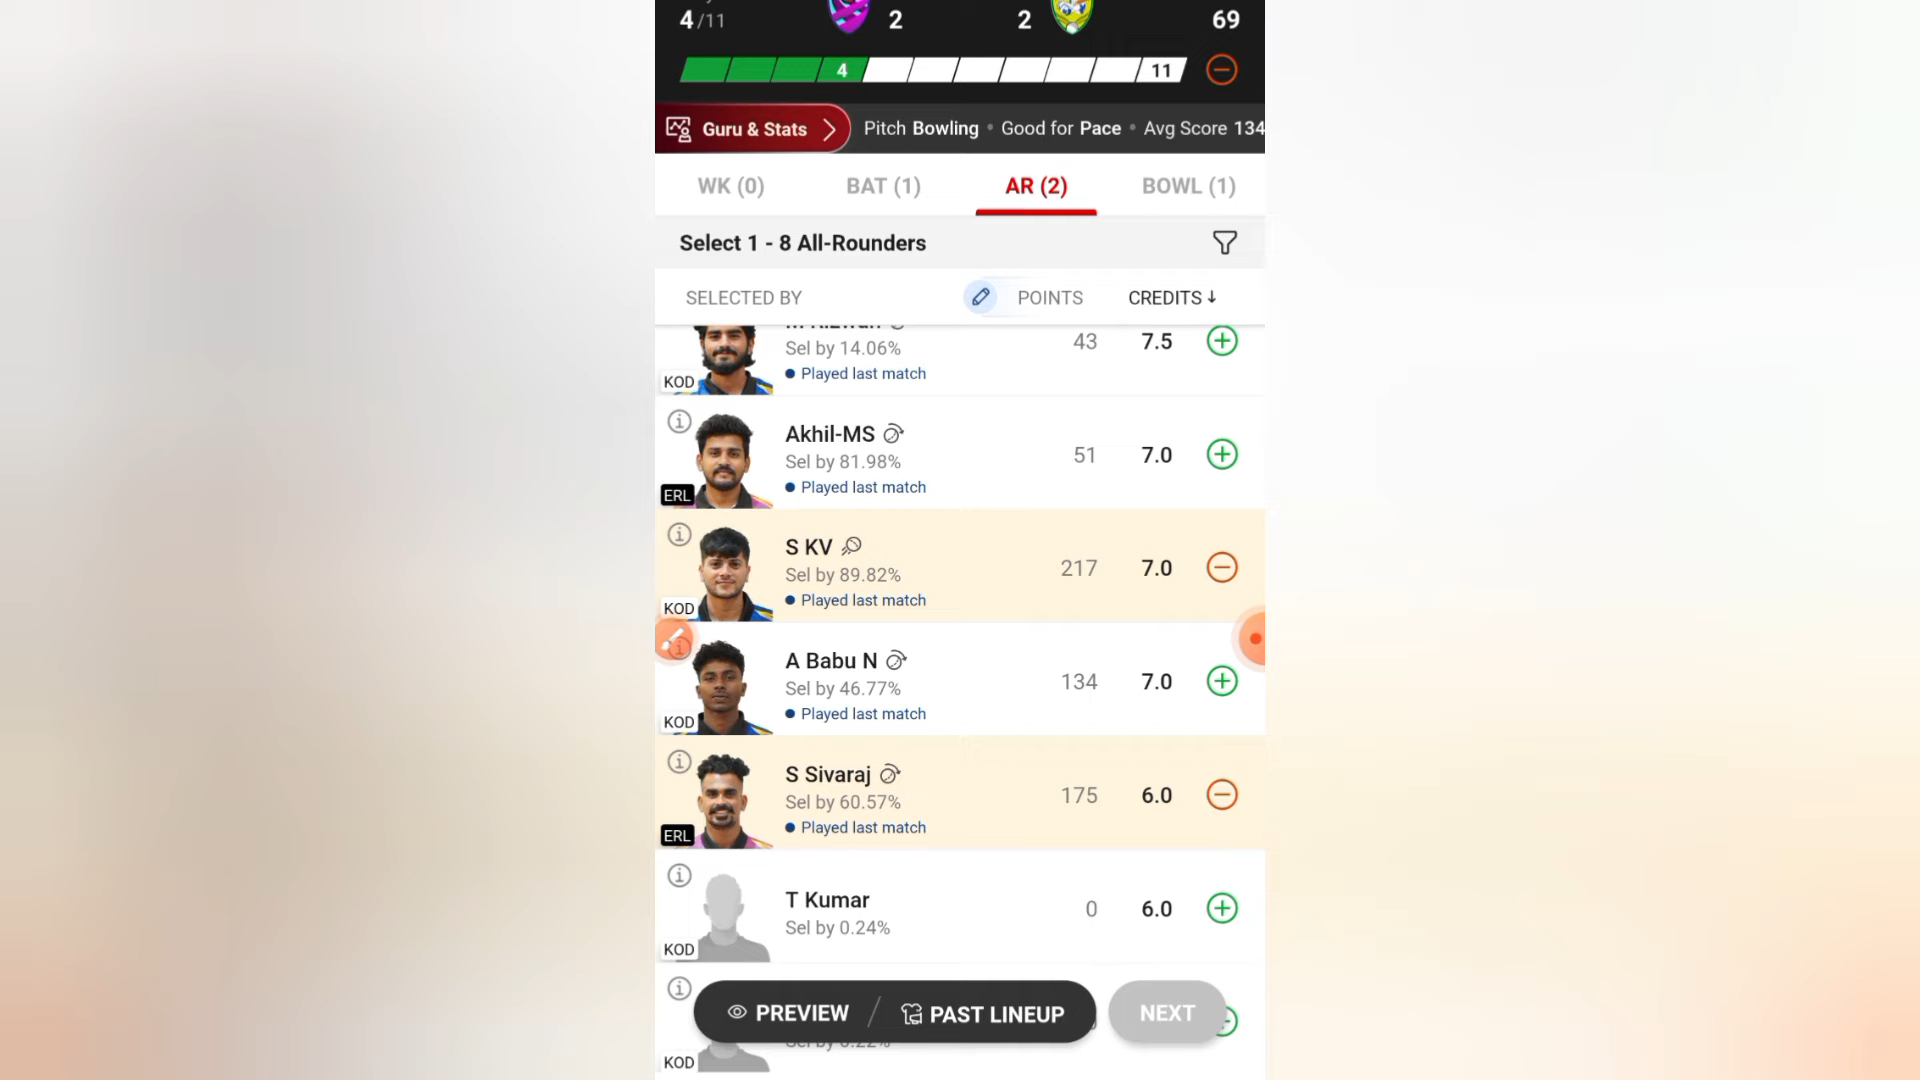 4/11
2
2
69
4
11
Guru & Stats
Pitch Bowling • Good for Pace • Avg Score 134
WK (0)
BAT (1)
AR (2)
BOWL (1)
Select 1 - 8 All-Rounders
SELECTED BY
POINTS
CREDITS↓
Sel by 14.06%
43
7.5
Played last match
KOD
Akhil-MS
Sel by 81.98%
51
7.0
Played last match
ERL
S KV
Sel by 89.82%
217
7.0
Played last match
KOD
A Babu N
Sel by 46.77%
134
7.0
Played last match
KOD
S Sivaraj
Sel by 60.57%
175
6.0
Played last match
ERL
T Kumar
Sel by 0.24%
0
6.0
KOD
PREVIEW
PAST LINEUP
NEXT
KOD